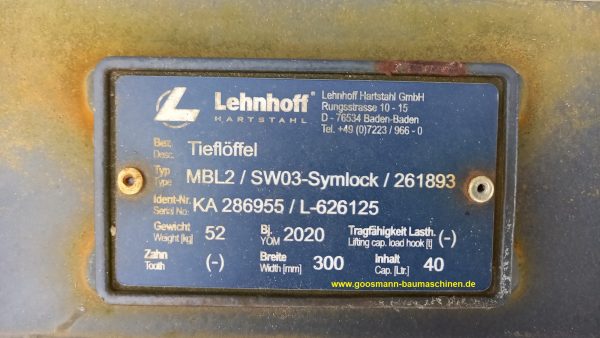 Lehnhoff®
HARTSTAHL
Lehnhoff Hartstahl GmbH
Rungsstrasse 10 - 15
D - 76534 Baden-Baden
Tel. +49 (0)7223 / 966 - 0
Bez. Desc. Tieflöffel
Typ Type MBL2 / SW03-Symlock / 261893
Ident-Nr. Serial No. KA 286955 / L-626125
Gewicht Weight [kg] 52 Bj. YOM 2020 Tragfähigkeit Lasth. Lifting cap. load hook [t] (-)
Zahn Tooth (-) Breite Width [mm] 300 Inhalt Cap. [Ltr.] 40
www.goosmann-baumaschinen.de